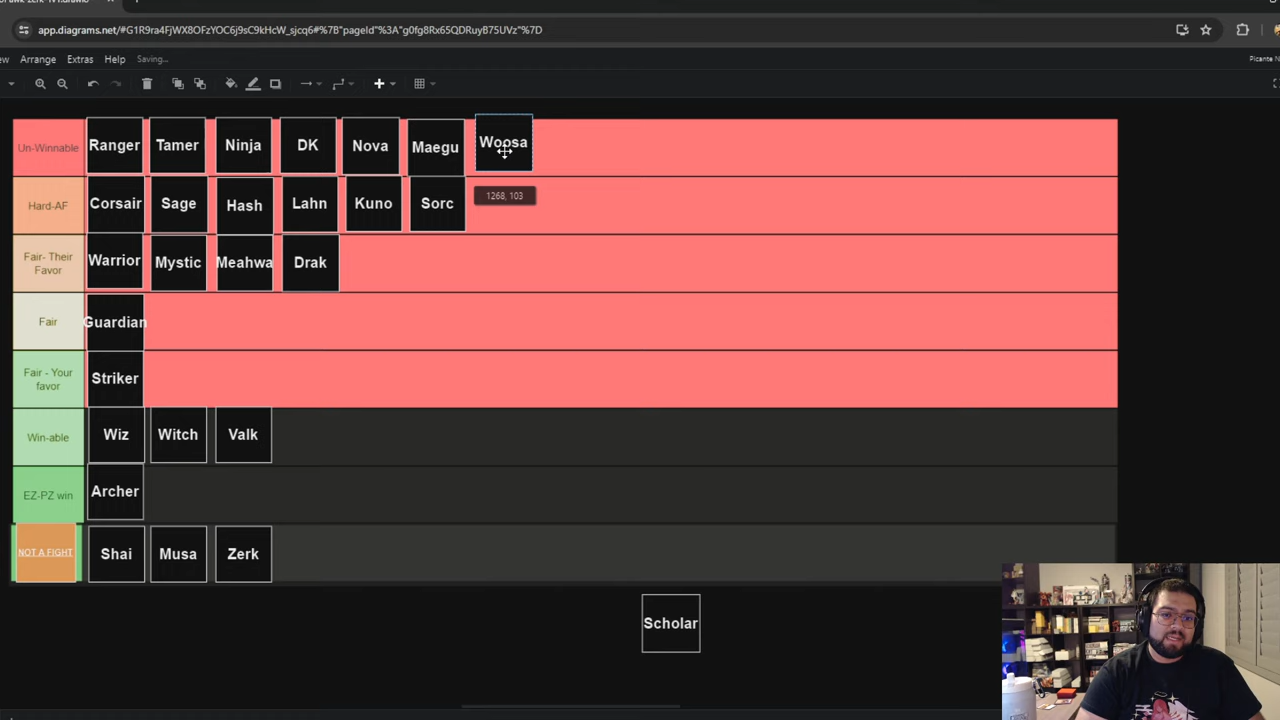 app.diagrams.net/#G1R9ra4FjWX8OFzYOC6j9sC9kHcW_sjcq6#%7B"pageId"%3A"g0fg8Rx65QDRuyB75UVz"%7D
Arrange Extras Help Saving...
Picante N
Un-Winnable Ranger Tamer Ninja DK Nova Maegu Woosa
1268, 103
Hard-AF Corsair Sage Hash Lahn Kuno Sorc
Fair- Their
Favor
Warrior Mystic Meahwa Drak
Fair Guardian
Fair - Your
favor
Striker
Win-able Wiz Witch Valk
EZ-PZ win Archer
NOT A FIGHT Shai Musa Zerk
Scholar